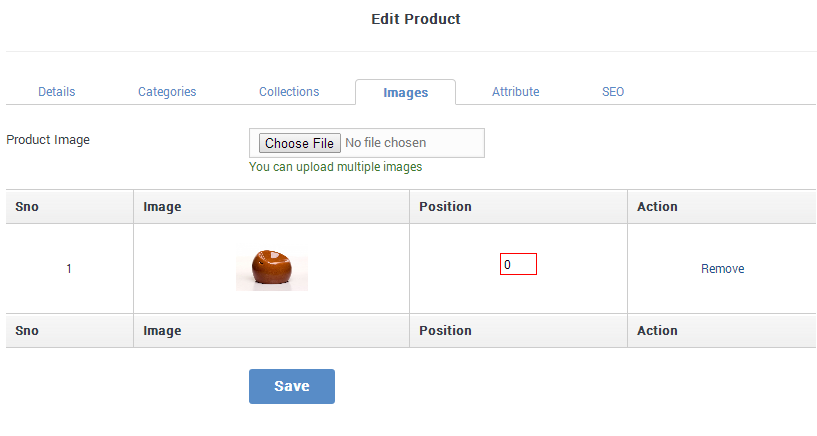 Edit Product
Details Categories Collections Images Attribute SEO
Product Image Choose File No file chosen
You can upload multiple images
Sno Image Position Action
1 0 Remove
Sno Image Position Action
Save